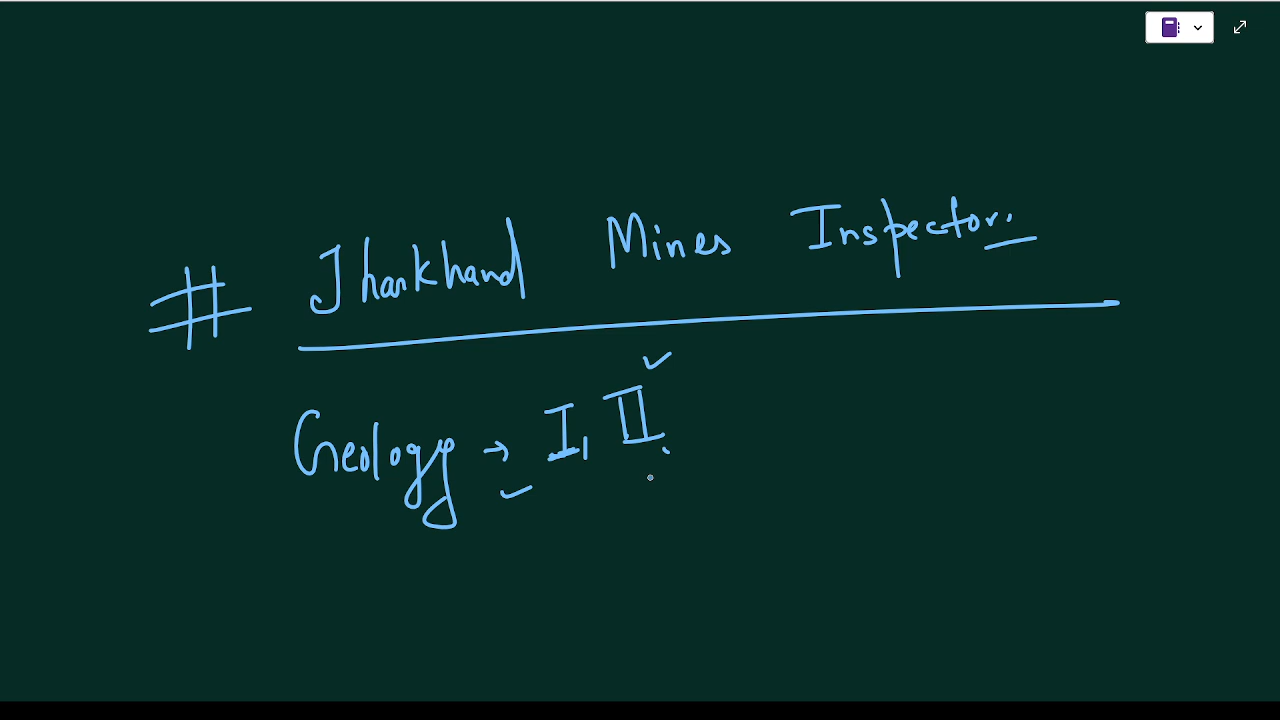 # Jharkhand Mines Inspector.
Geology → I, II.